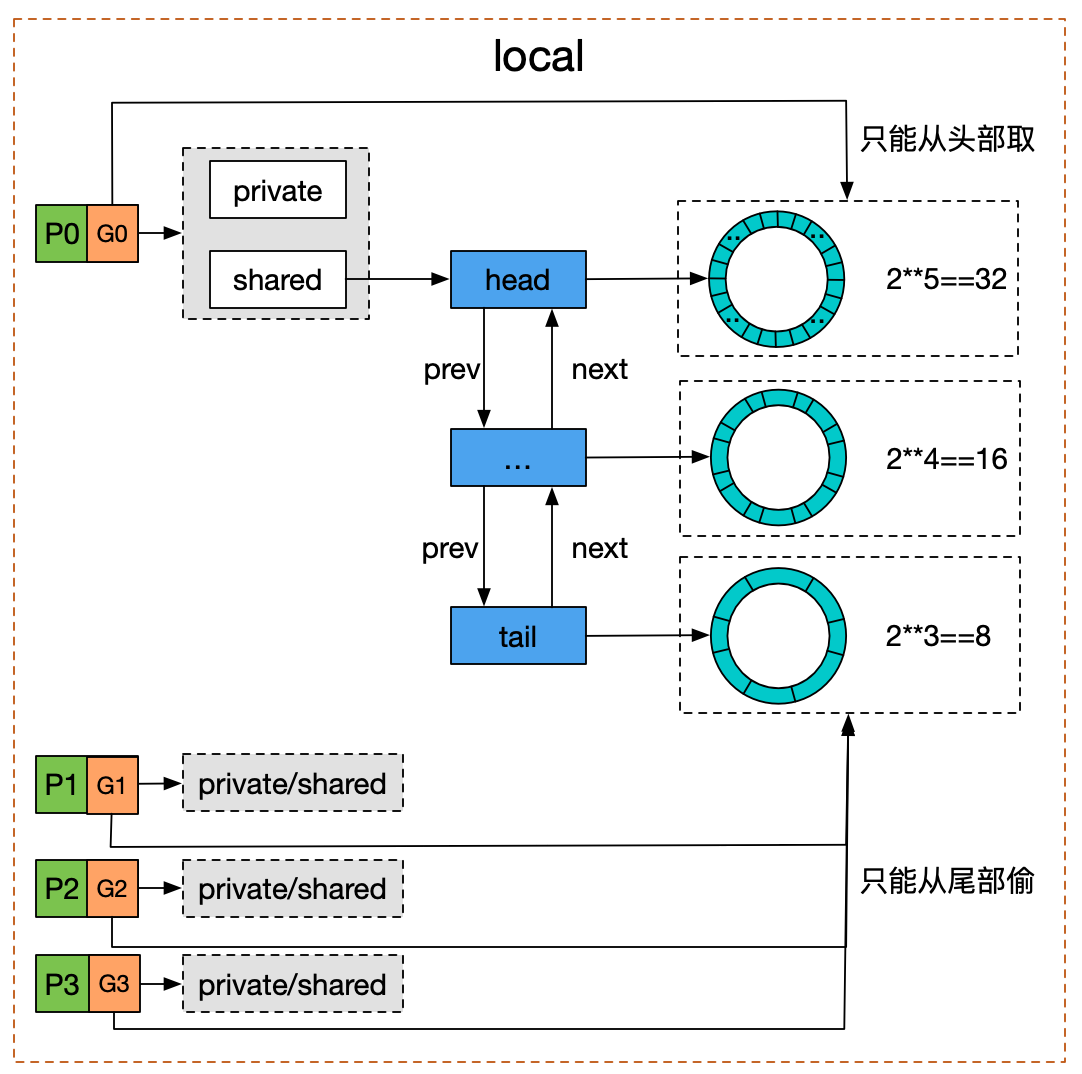 local
只能从头部取
private
P0 G0
shared
head
2**5==32
prev
next
...
2**4==16
prev
next
tail
2**3==8
P1 G1
private/shared
P2 G2
private/shared
只能从尾部偷
P3 G3
private/shared